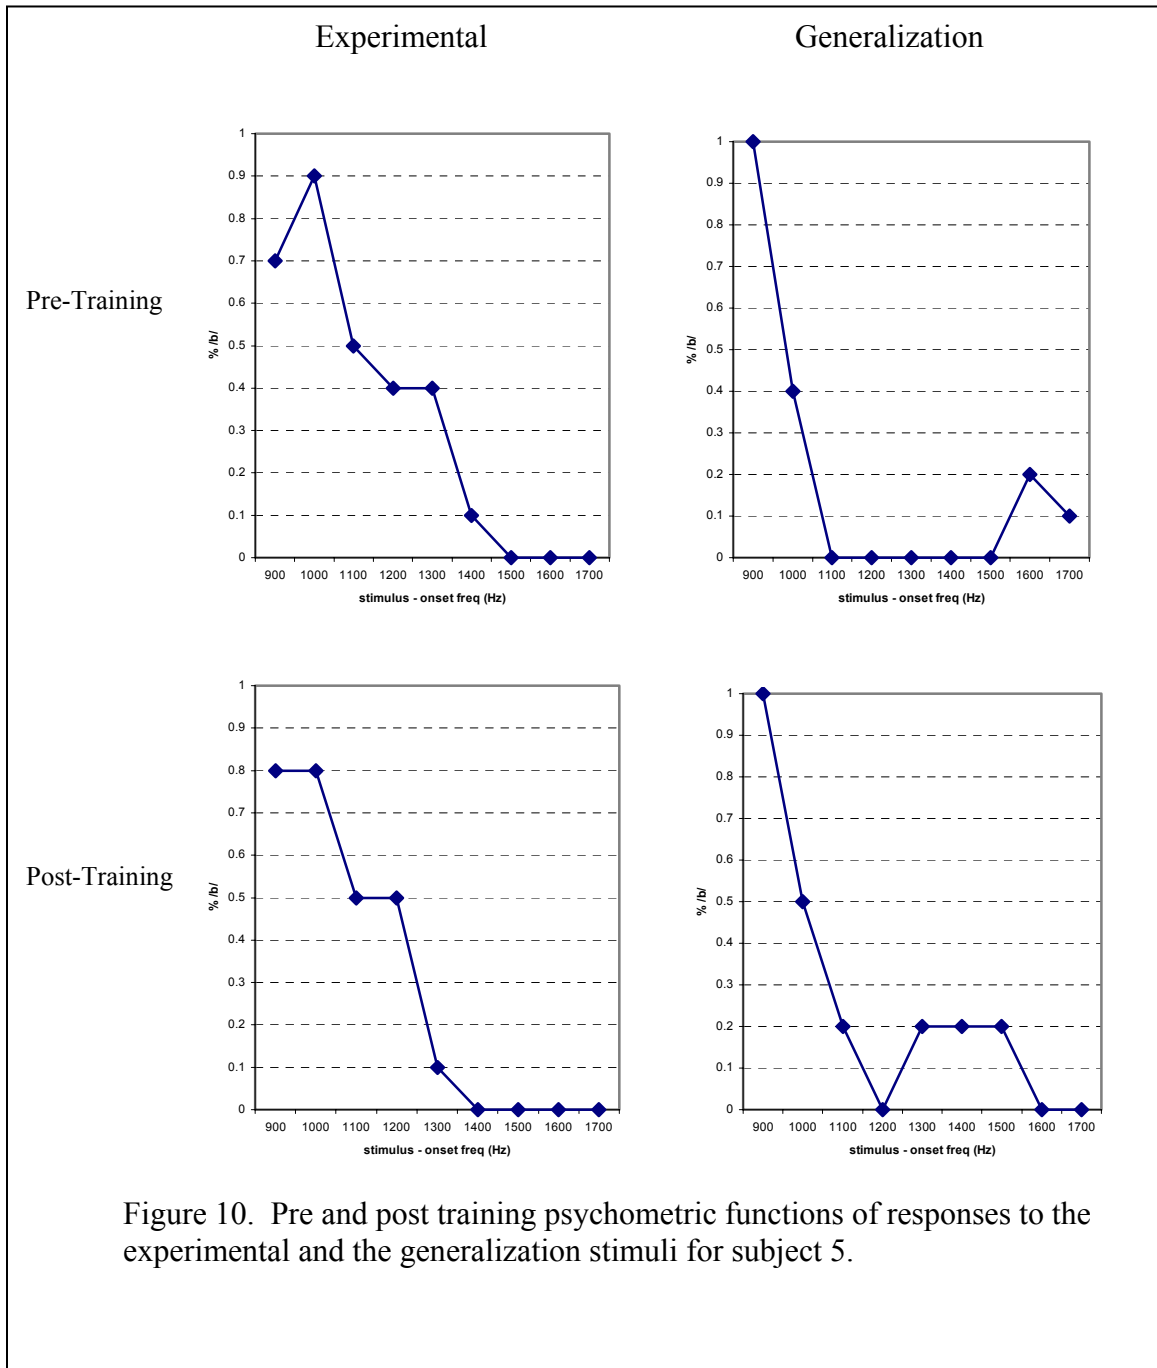 Experimental
Generalization
Pre-Training
1
0.9
0.8
0.7
0.6
0.5
0.4
0.3
0.2
0.1
0
% /b/
900 1000 1100 1200 1300 1400 1500 1600 1700
stimulus - onset freq (Hz)
1
0.9
0.8
0.7
0.6
0.5
0.4
0.3
0.2
0.1
0
% /b/
900 1000 1100 1200 1300 1400 1500 1600 1700
stimulus - onset freq (Hz)
Post-Training
1
0.9
0.8
0.7
0.6
0.5
0.4
0.3
0.2
0.1
0
% /b/
900 1000 1100 1200 1300 1400 1500 1600 1700
stimulus - onset freq (Hz)
1
0.9
0.8
0.7
0.6
0.5
0.4
0.3
0.2
0.1
0
% /b/
900 1000 1100 1200 1300 1400 1500 1600 1700
stimulus - onset freq (Hz)
Figure 10. Pre and post training psychometric functions of responses to the
experimental and the generalization stimuli for subject 5.